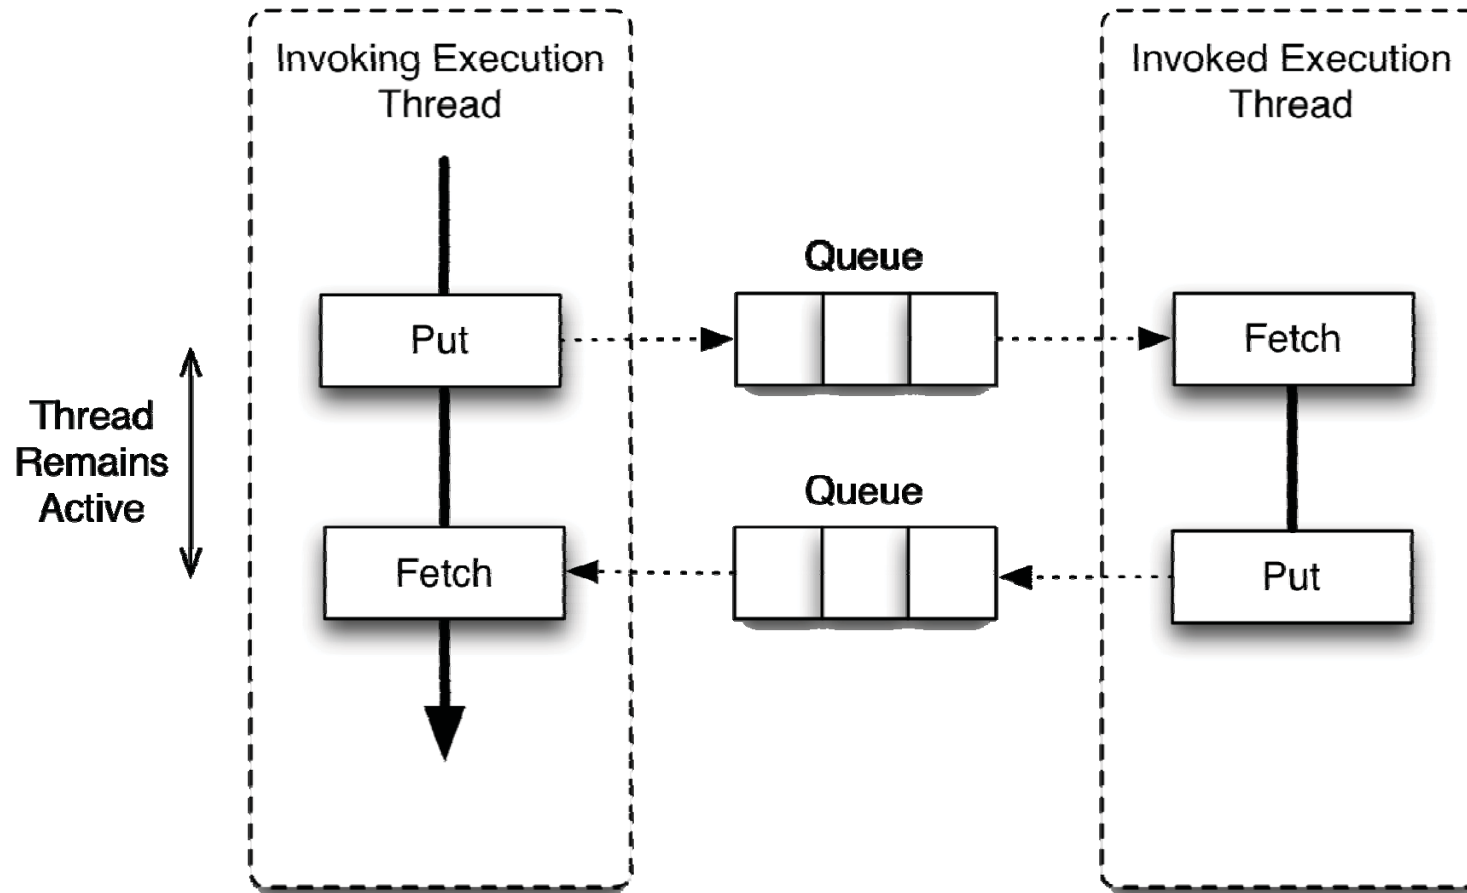 Invoking Execution
Thread
Invoked Execution
Thread
Queue
Put
Fetch
Thread
Remains
Active
Queue
Fetch
Put